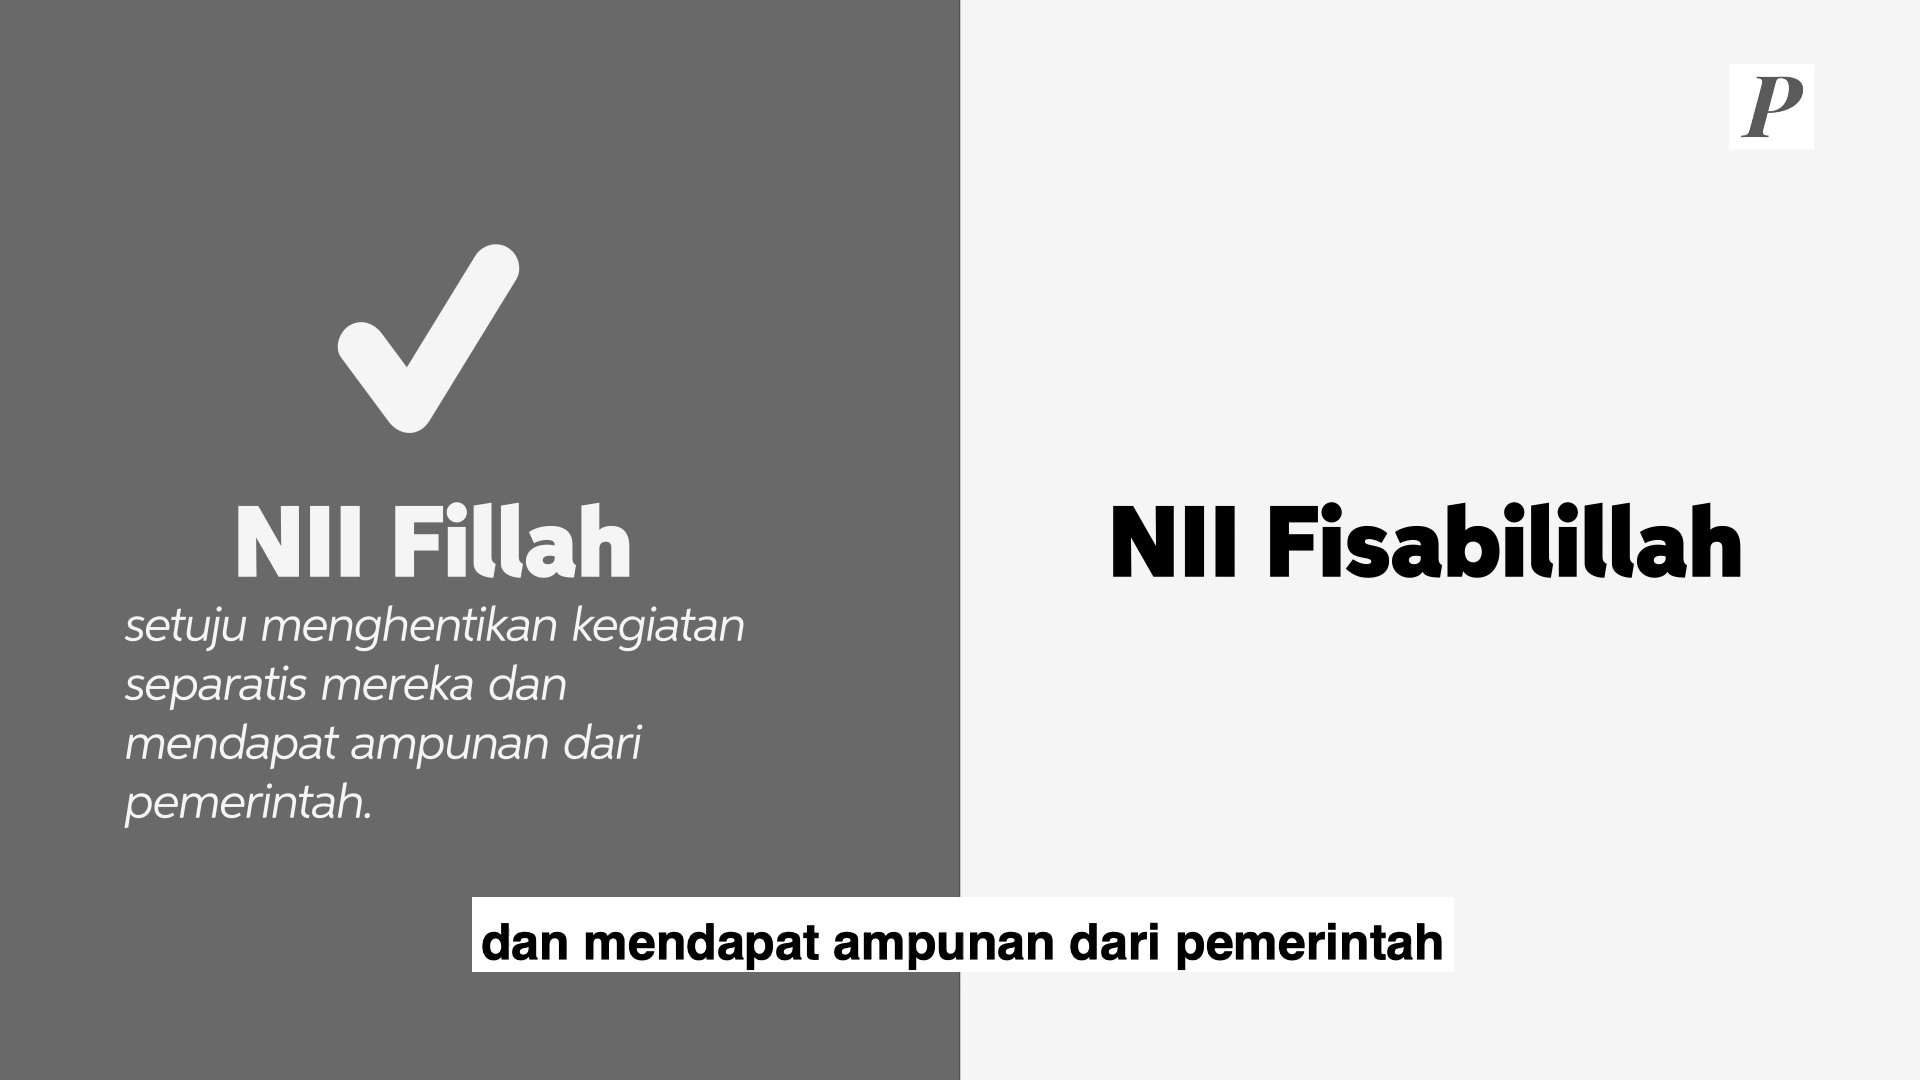 P
NII Fillah
setuju menghentikan kegiatan
separatis mereka dan
mendapat ampunan dari
pemerintah.
NII Fisabilillah
dan mendapat ampunan dari pemerintah